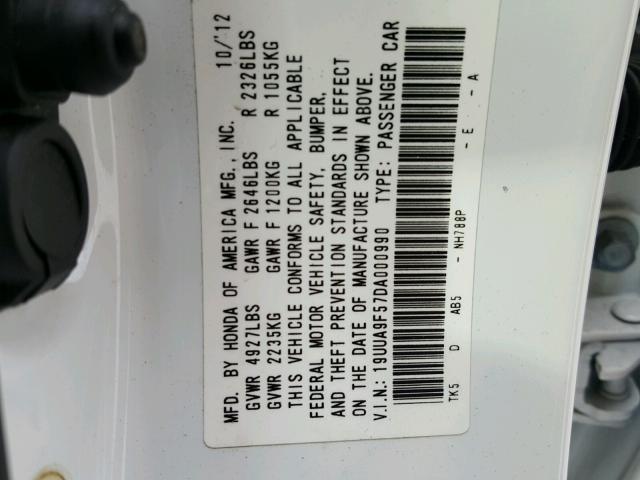 MFD. BY HONDA OF AMERICA MFG., INC. 10/'12
GVWR 4927LBS GAWR F 2646LBS R 2326LBS
GVWR 2235KG GAWR F 1200KG R 1055KG
THIS VEHICLE CONFORMS TO ALL APPLICABLE
FEDERAL MOTOR VEHICLE SAFETY, BUMPER,
AND THEFT PREVENTION STANDARDS IN EFFECT
ON THE DATE OF MANUFACTURE SHOWN ABOVE.
V.I.N.: 19UUA9F57DA000990 TYPE: PASSENGER CAR
TK5 D AB5 - NH788P - E - A